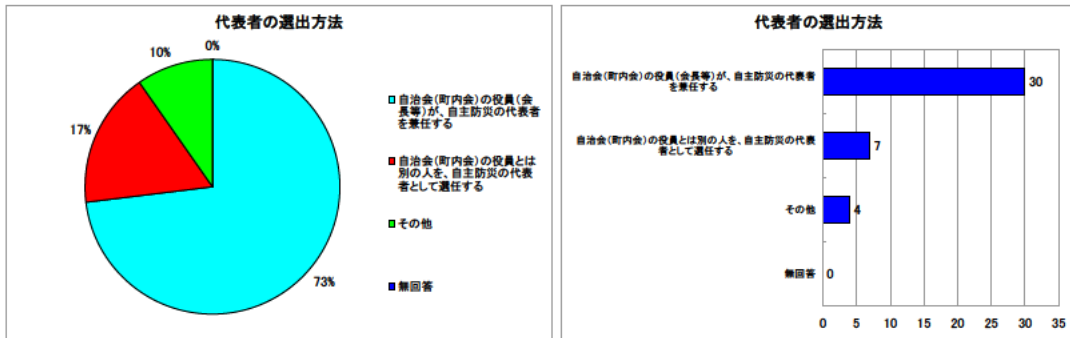 代表者の選出方法
0%
10%
17%
73%
自治会(町内会)の役員(会
長等)が、自主防災の代表者
を兼任する
自治会(町内会)の役員とは
別の人を、自主防災の代表
者として選任する
その他
無回答
代表者の選出方法
自治会(町内会)の役員(会長等)が、自主防災の代表者
を兼任する
30
自治会(町内会)の役員とは別の人を、自主防災の代表
者として選任する
7
その他
4
無回答
0
0 5 10 15 20 25 30 35